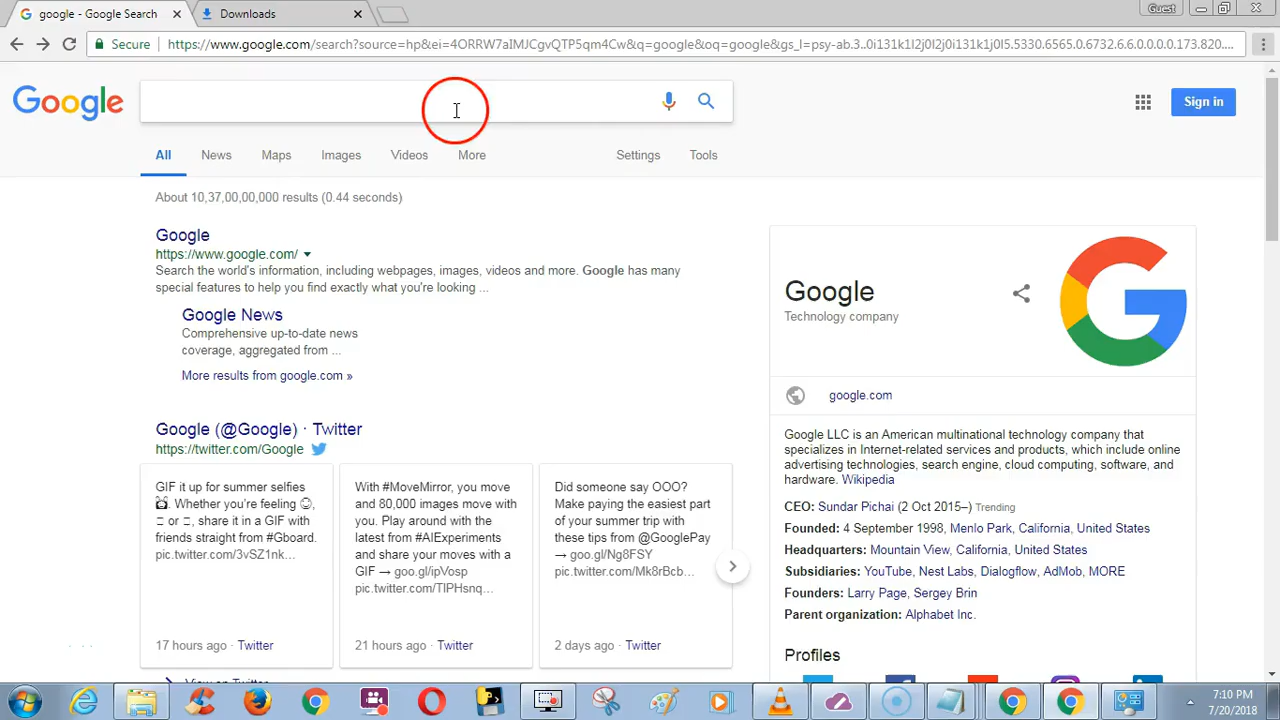 google - Google Search
Downloads
Guest
Secure
https://www.google.com/search?source=hp&ei=4ORRW7aIMJCgvQTP5qm4Cw&q=google&oq=google&gs_l=psy-ab.3..0i131k1l2j0l2j0i131k1j0l5.5330.6565.0.6732.6.6.0.0.0.0.173.820....
Google
Sign in
All
News
Maps
Images
Videos
More
Settings
Tools
About 10,37,00,00,000 results (0.44 seconds)
Google
https://www.google.com/
Search the world's information, including webpages, images, videos and more. Google has many
special features to help you find exactly what you're looking ...
Google News
Comprehensive up-to-date news
coverage, aggregated from ...
More results from google.com »
Google (@Google) · Twitter
https://twitter.com/Google
GIF it up for summer selfies
. Whether you're feeling ,
or , share it in a GIF with
friends straight from #Gboard.
pic.twitter.com/3vSZ1nk...
17 hours ago · Twitter
With #MoveMirror, you move
and 80,000 images move with
you. Play around with the
latest from #AIExperiments
and share your moves with a
GIF → goo.gl/ipVosp
pic.twitter.com/TlPHsnq...
21 hours ago · Twitter
Did someone say OOO?
Make paying the easiest part
of your summer trip with
these tips from @GooglePay
→ goo.gl/Ng8FSY
pic.twitter.com/Mk8rBcb...
2 days ago · Twitter
View on Twitter
Google
Technology company
google.com
Google LLC is an American multinational technology company that
specializes in Internet-related services and products, which include online
advertising technologies, search engine, cloud computing, software, and
hardware. Wikipedia
CEO: Sundar Pichai (2 Oct 2015–) Trending
Founded: 4 September 1998, Menlo Park, California, United States
Headquarters: Mountain View, California, United States
Subsidiaries: YouTube, Nest Labs, Dialogflow, AdMob, MORE
Founders: Larry Page, Sergey Brin
Parent organization: Alphabet Inc.
Profiles
7:10 PM
7/20/2018